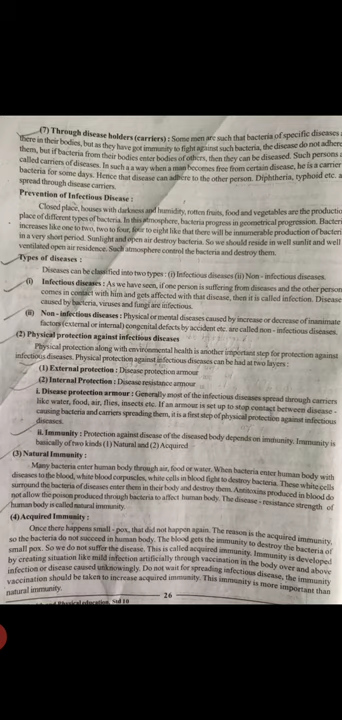 (7) Through disease holders (carriers) : Some men are such that bacteria of specific diseases
there in their bodies, but as they have got immunity to fight against such bacteria, the disease do not adhere
them, but if bacteria from their bodies enter bodies of others, then they can be diseased. Such persons
called carriers of diseases. In such a a way when a man becomes free from certain disease, he is a carrier
bacteria for some days. Hence that disease can adhere to the other person. Diphtheria, typhoid etc. a
spread through disease carriers.
Prevention of Infectious Disease :
Closed place, houses with darkness and humidity, rotten fruits, food and vegetables are the productio
place of different types of bacteria. In this atmosphere, bacteria progress in geometrical progression. Bacteri
increases like one to two, two to four, four to eight like that there will be innumerable production of bacteri
in a very short period. Sunlight and open air destroy bacteria. So we should reside in well sunlit and well
ventilated open air residence. Such atmosphere control the bacteria and destroy them.
Types of diseases :
Diseases can be classified into two types : (i) Infectious diseases (ii) Non - infectious diseases.
(i) Infectious diseases : As we have seen, if one person is suffering from diseases and the other person
comes in contact with him and gets affected with that disease, then it is called infection. Disease
caused by bacteria, viruses and fungi are infectious.
(ii) Non - infectious diseases : Physical or mental diseases caused by increase or decrease of inanimate
factors (external or internal) congenital defects by accident etc. are called non - infectious diseases.
(2) Physical protection against infectious diseases
Physical protection along with environmental health is another important step for protection against
infectious diseases. Physical protection against infectious diseases can be had at two layers :
(1) External protection : Disease protection armour
(2) Internal Protection : Disease resistance armour
i. Disease protection armour : Generally most of the infectious diseases spread through carriers
like water, food, air, flies, insects etc. If an armour is set up to stop contact between disease -
causing bacteria and carriers spreading them, it is a first step of physical protection against infectious
diseases.
ii. Immunity : Protection against disease of the diseased body depends on immunity. Immunity is
basically of two kinds (1) Natural and (2) Acquired
(3) Natural Immunity :
Many bacteria enter human body through air, food or water. When bacteria enter human body with
diseases to the blood, white blood corpuscles, white cells in blood fight to destroy bacteria. These white cells
surround the bacteria of diseases enter them in their body and destroy them. Antitoxins produced in blood do
not allow the poison produced through bacteria to affect human body. The disease - resistance strength of
human body is called natural immunity.
(4) Acquired Immunity :
Once there happens small - pox, that did not happen again. The reason is the acquired immunity,
so the bacteria do not succeed in human body. The blood gets the immunity to destroy the bacteria of
small pox. So we do not suffer the disease. This is called acquired immunity. Immunity is developed
by creating situation like mild infection artificially through vaccination in the body over and above
infection or disease caused unknowingly. Do not wait for spreading infectious disease, the immunity
vaccination should be taken to increase acquired immunity. This immunity is more important than
natural immunity.
26
and Physical education, Std 10